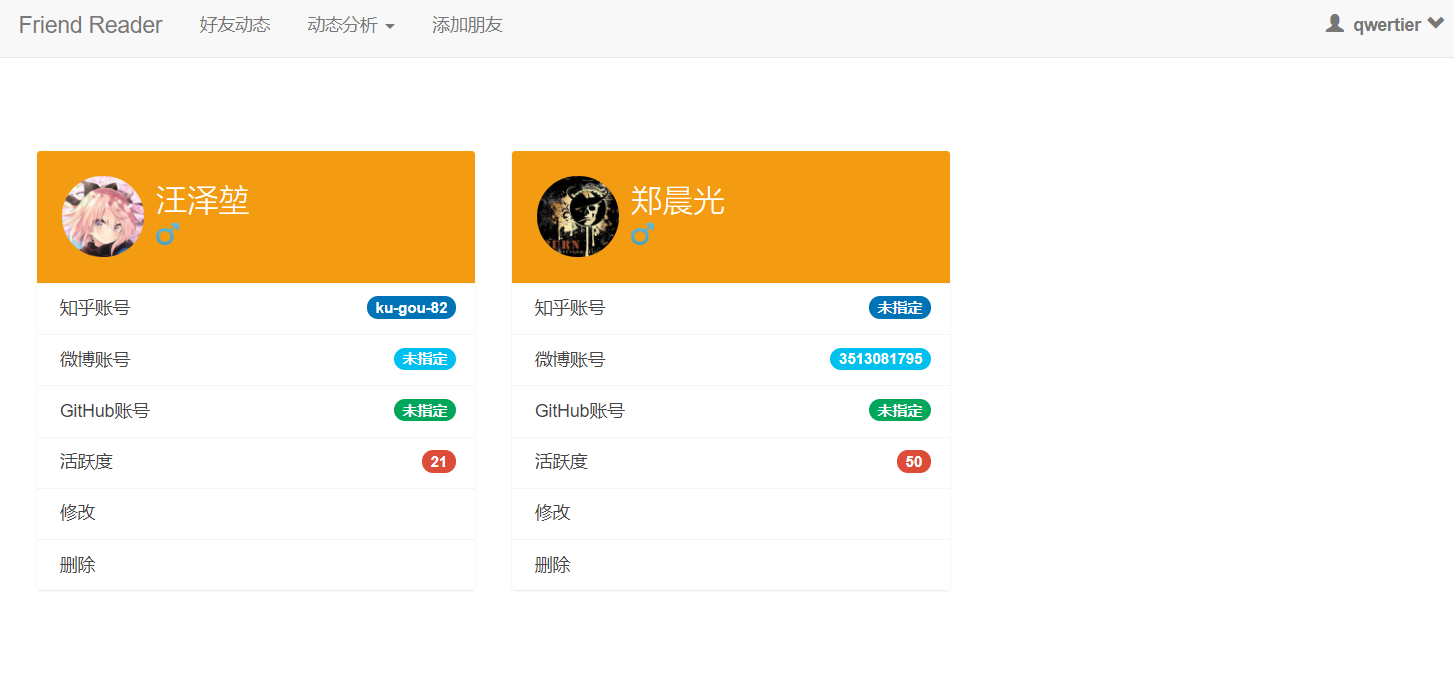 Friend Reader 好友动态 动态分析 添加朋友 qwertier
汪泽堃
知乎账号 ku-gou-82
微博账号 未指定
GitHub账号 未指定
活跃度 21
修改
删除
郑晨光
知乎账号 未指定
微博账号 3513081795
GitHub账号 未指定
活跃度 50
修改
删除